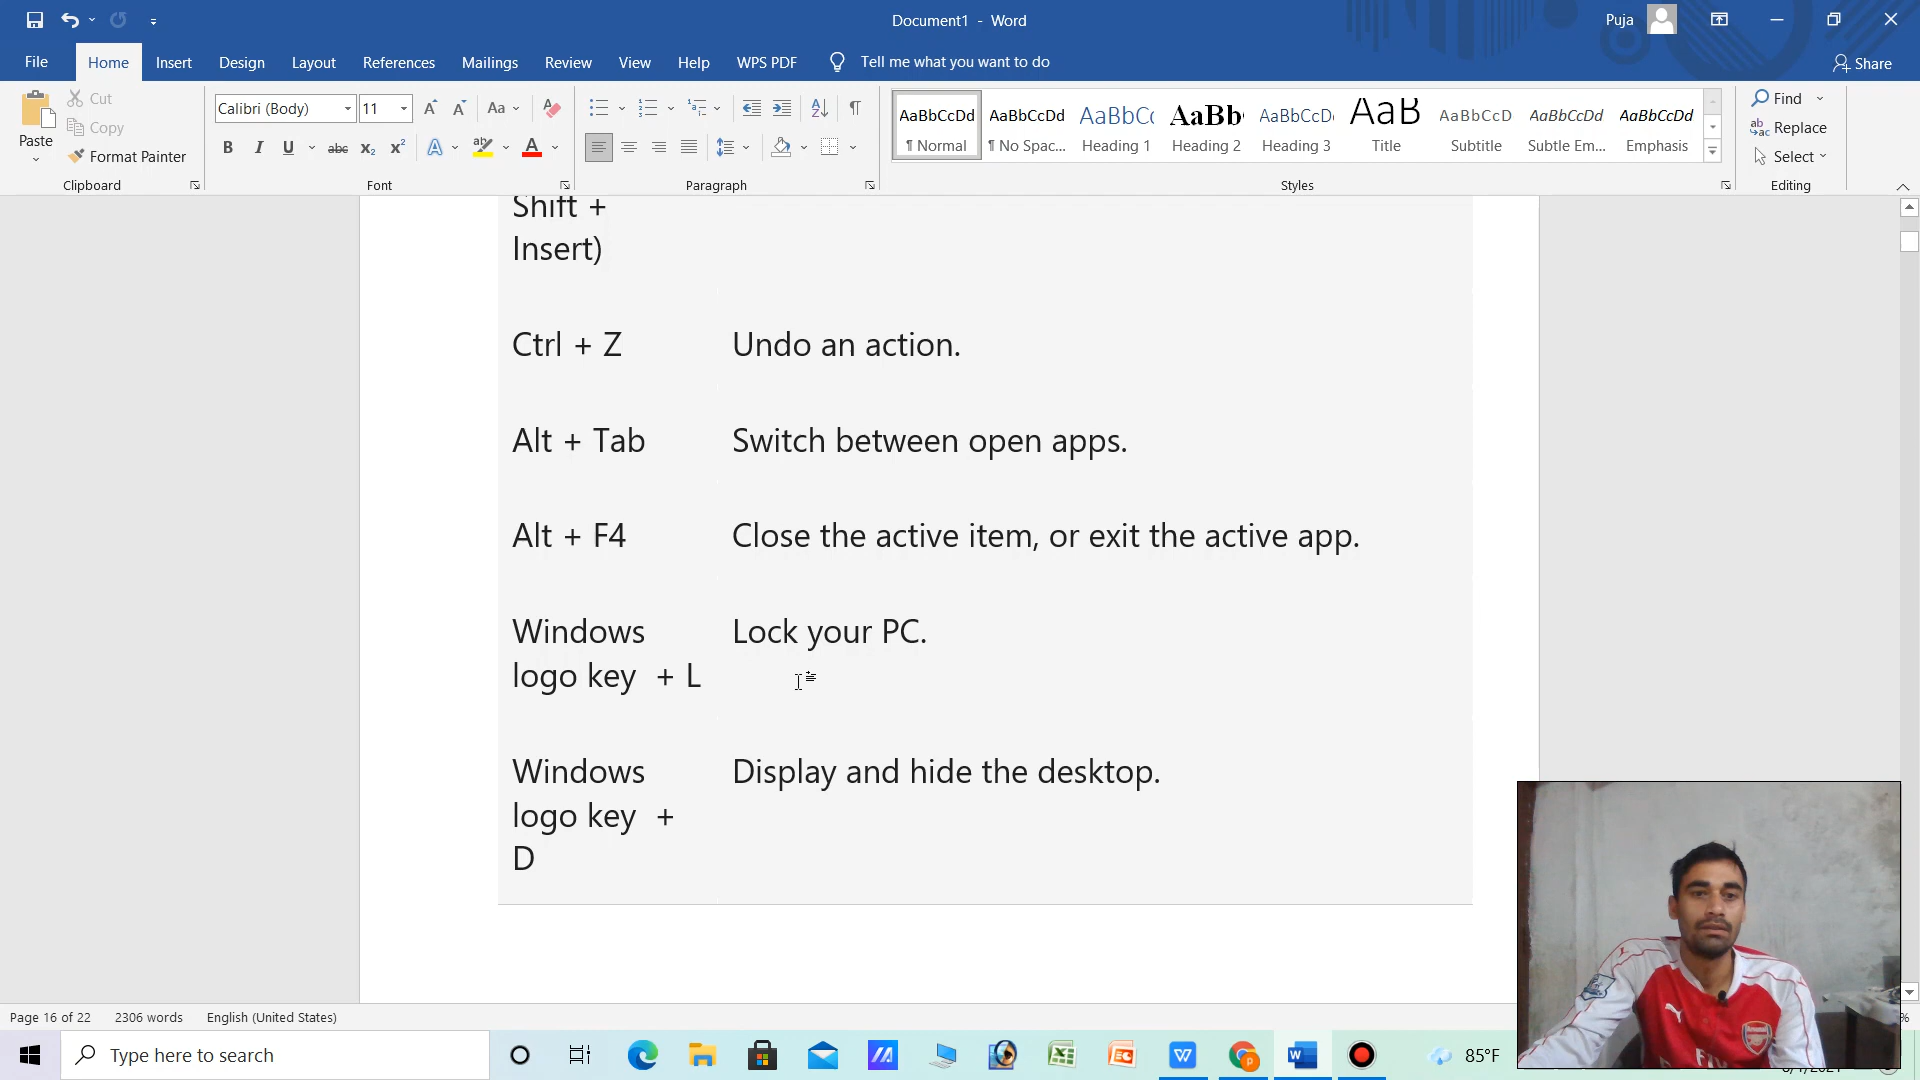 Document1 - Word
Puja
File Home Insert Design Layout References Mailings Review View Help WPS PDF Tell me what you want to do Share
Paste
Cut
Copy
Format Painter
Clipboard
Calibri (Body) 11
Font
Paragraph
AaBbCcDd AaBbCcDd AaBbCc AaBb AaBbCcD AaB AaBbCcD AaBbCcDd AaBbCcDd
¶ Normal ¶ No Spac... Heading 1 Heading 2 Heading 3 Title Subtitle Subtle Em... Emphasis
Styles
Find
Replace
Select
Editing
Shift +
Insert)
Ctrl + Z Undo an action.
Alt + Tab Switch between open apps.
Alt + F4 Close the active item, or exit the active app.
Windows Lock your PC.
logo key + L
Windows Display and hide the desktop.
logo key +
D
Page 16 of 22 2306 words English (United States)
Type here to search
85°F